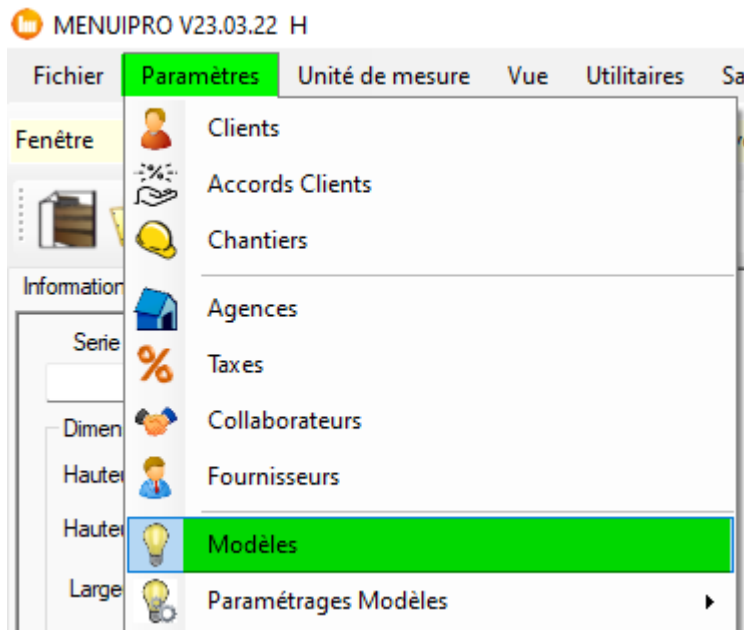 MENUIPRO V23.03.22 H
Fichier Paramètres Unité de mesure Vue Utilitaires
Fenêtre
Clients
Accords Clients
Chantiers
Information
Serie
Agences
Taxes
Collaborateurs
Fournisseurs
Modèles
Paramétrages Modèles